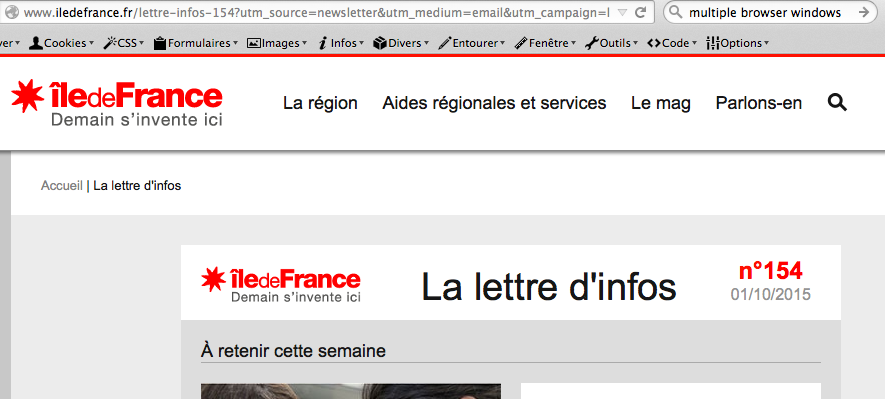 www.iledefrance.fr/lettre-infos-154?utm_source=newsletter&utm_medium=email&utm_campaign=l
multiple browser windows
Cookies CSS Formulaires Images Infos Divers Entourer Fenêtre Outils Code Options
îledeFrance
Demain s'invente ici
La région Aides régionales et services Le mag Parlons-en
Accueil | La lettre d'infos
îledeFrance
Demain s'invente ici
La lettre d'infos
n°154
01/10/2015
À retenir cette semaine